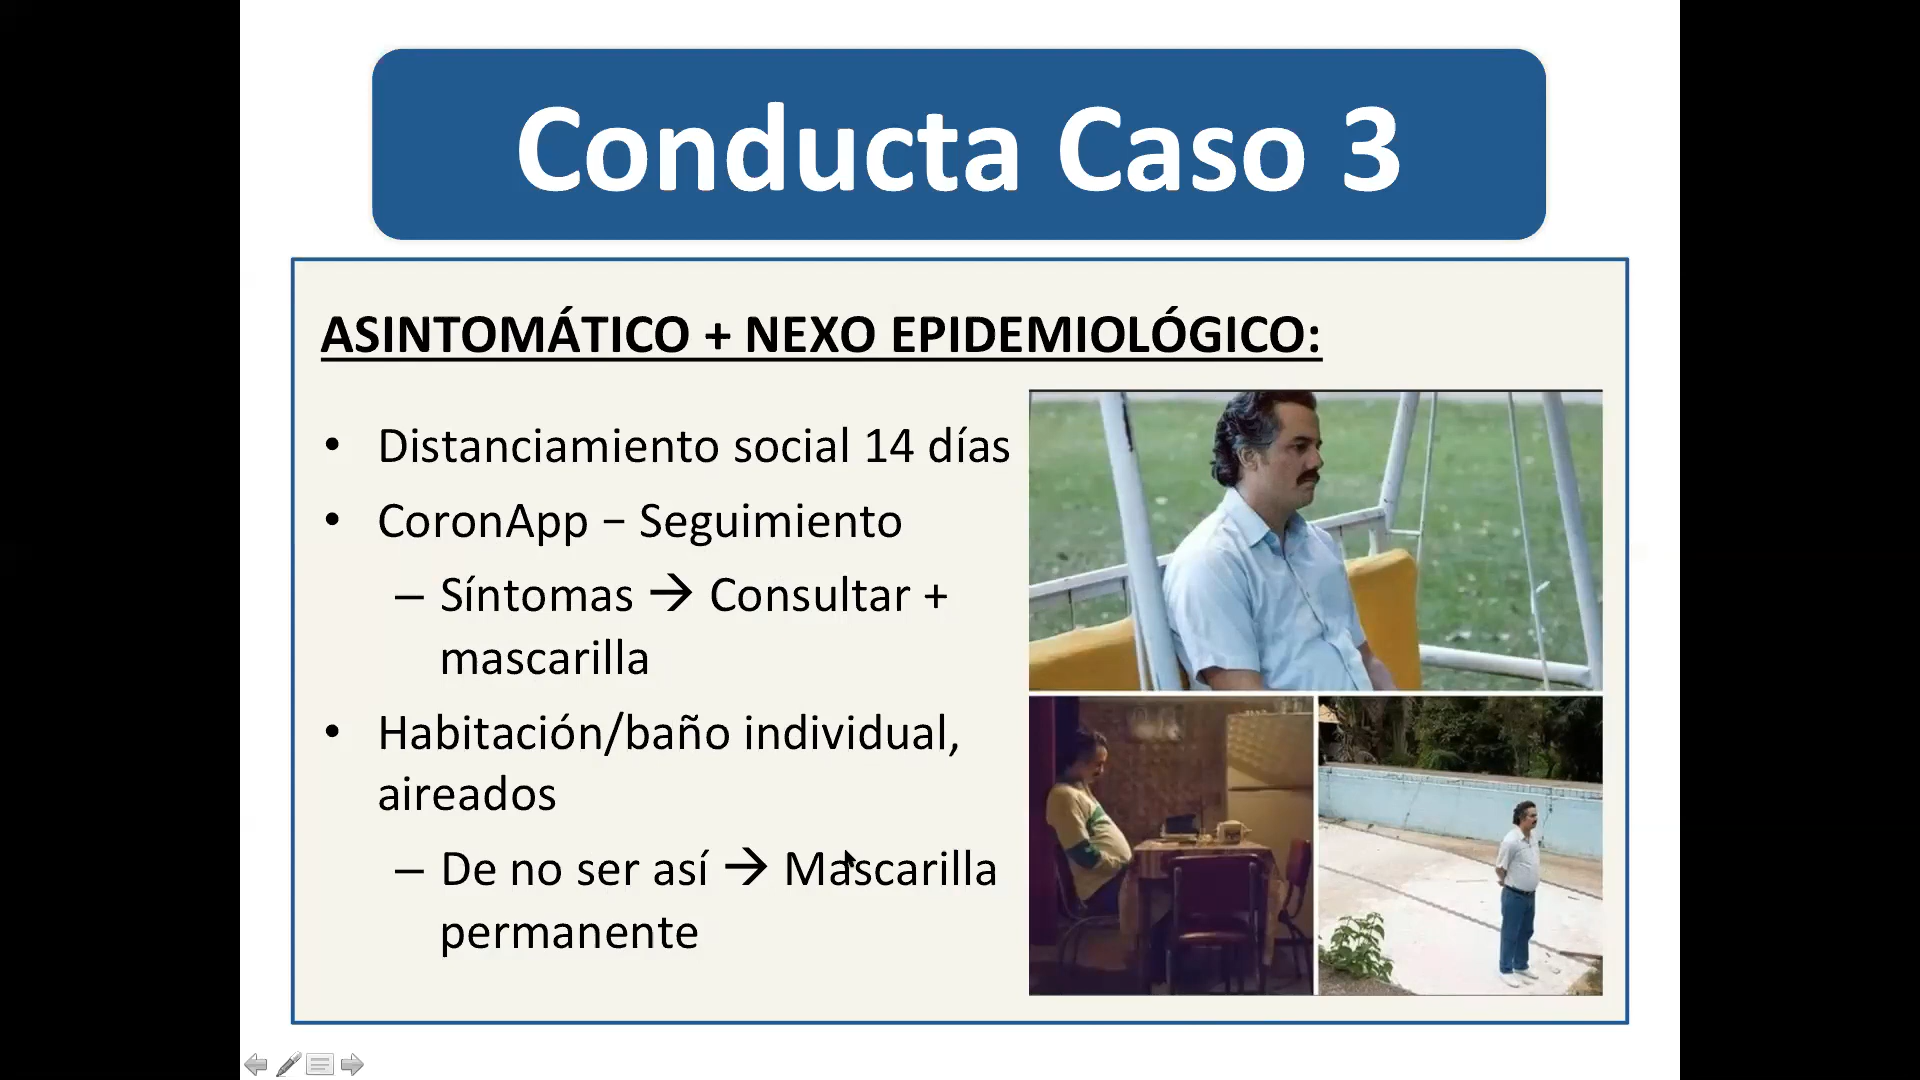 Conducta Caso 3
ASINTOMÁTICO + NEXO EPIDEMIOLÓGICO:
• Distanciamiento social 14 días
• CoronApp – Seguimiento
– Síntomas → Consultar +
mascarilla
• Habitación/baño individual,
aireados
– De no ser así → Mascarilla
permanente